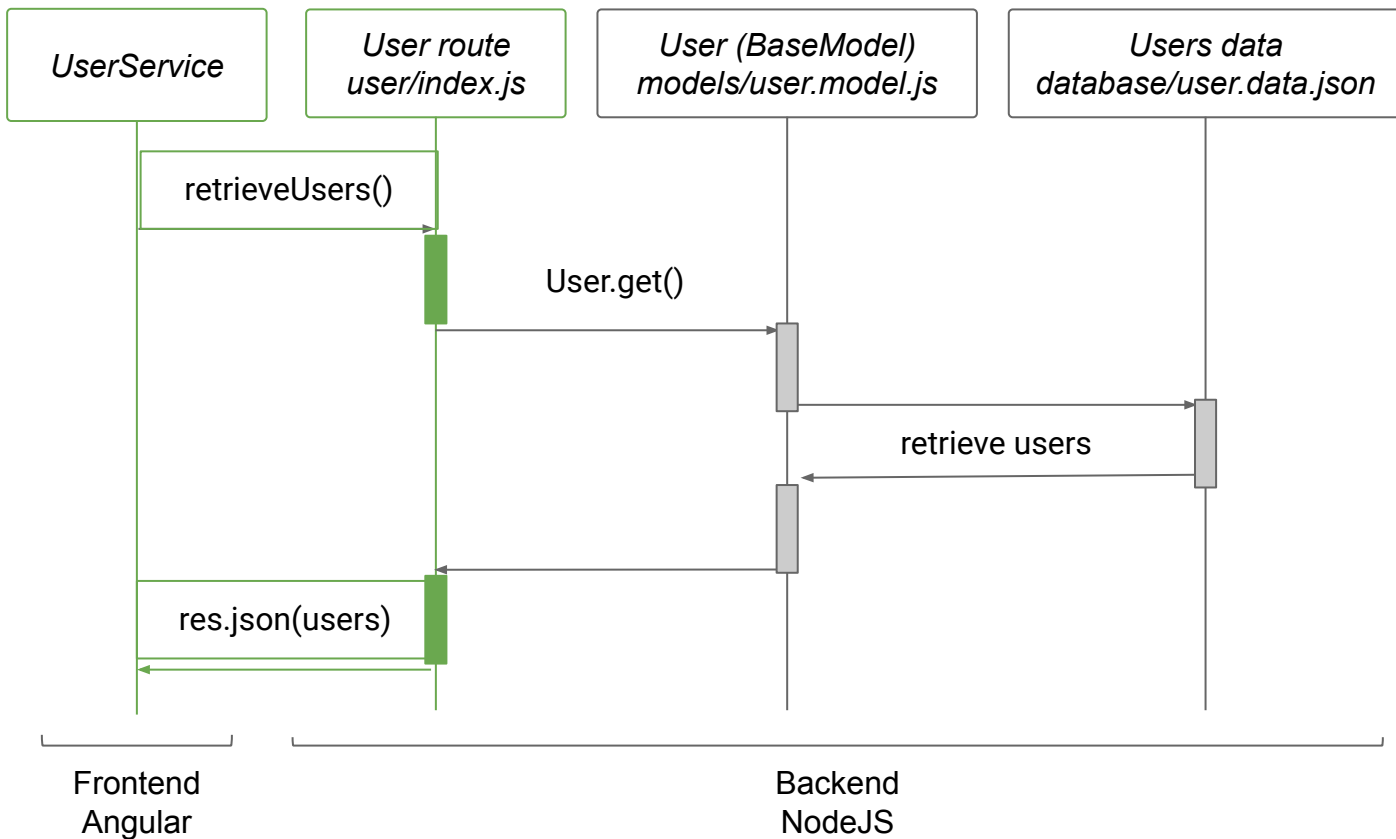 UserService
User route
user/index.js
User (BaseModel)
models/user.model.js
Users data
database/user.data.json
retrieveUsers()
User.get()
retrieve users
res.json(users)
Frontend
Angular
Backend
NodeJS